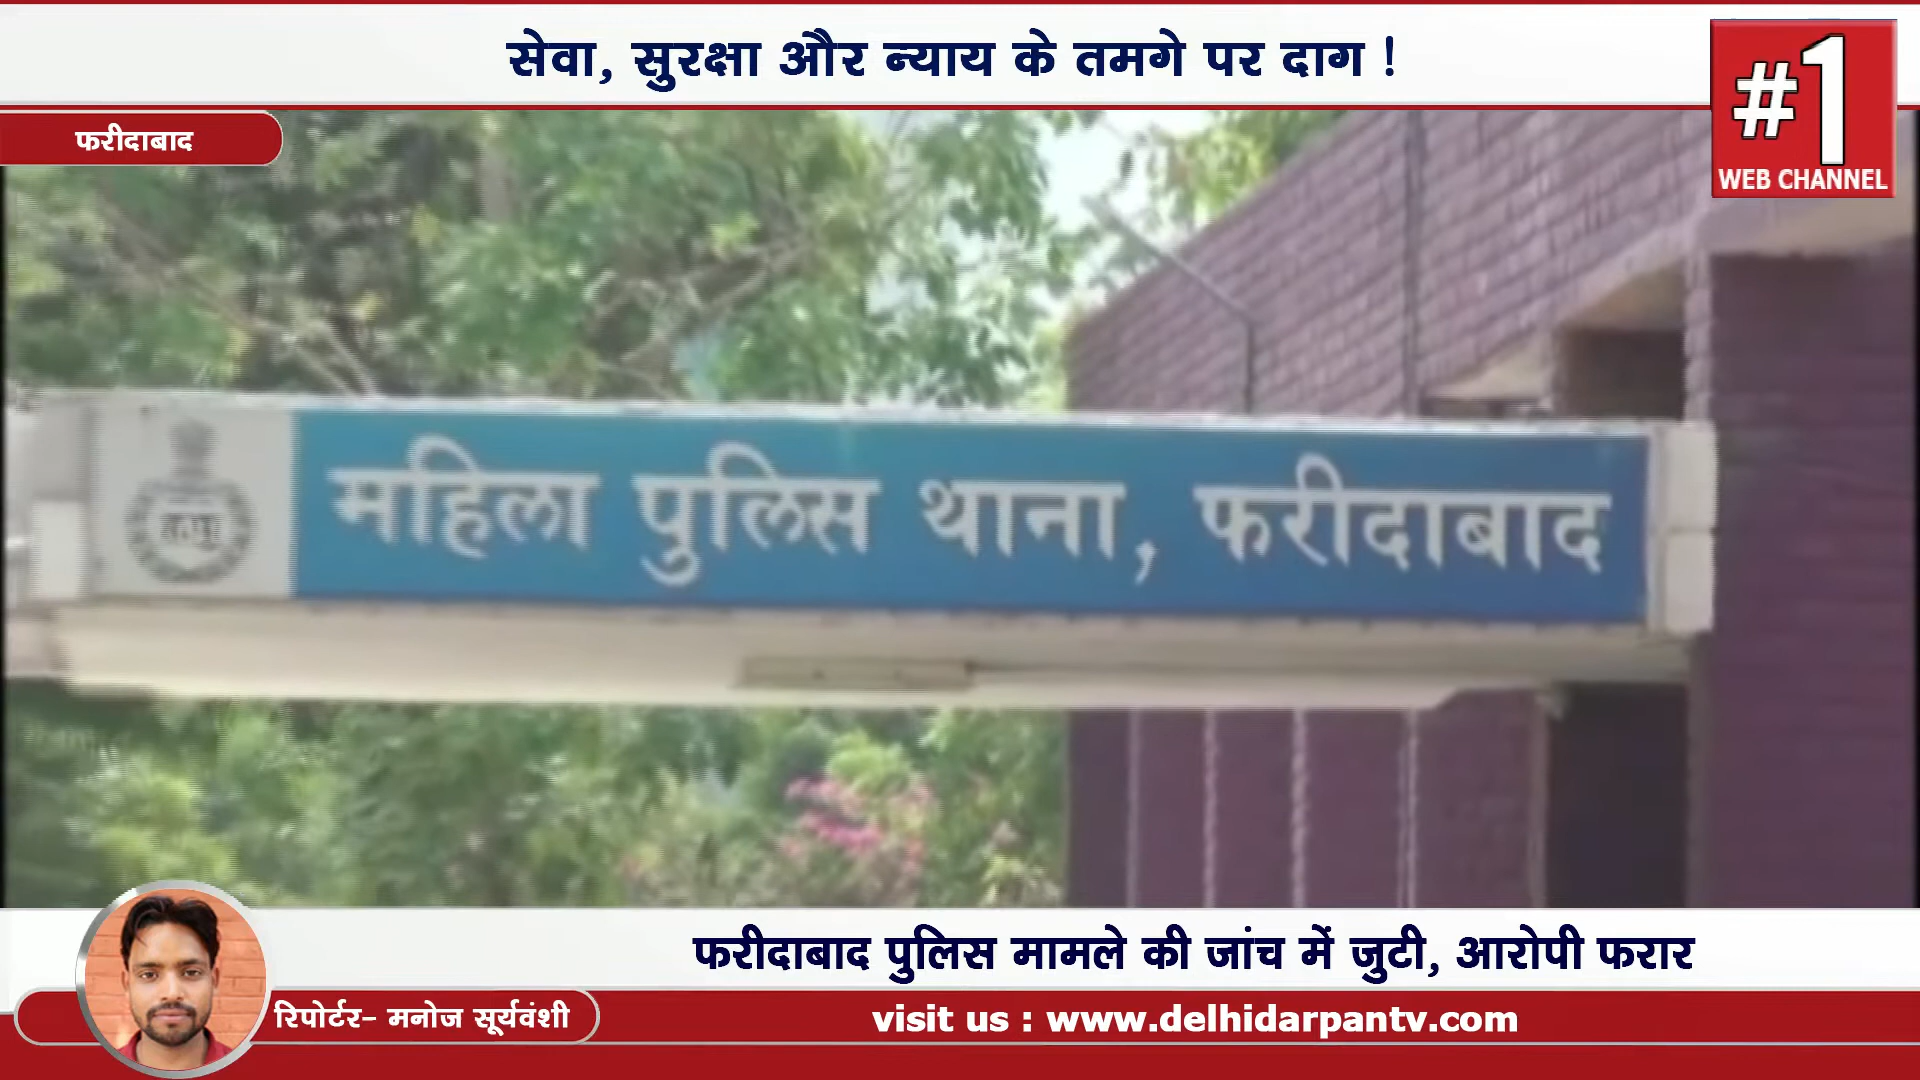 सेवा, सुरक्षा और न्याय के तमगे पर दाग !
#1
WEB CHANNEL
फरीदाबाद
महिला पुलिस थाना, फरीदाबाद
फरीदाबाद पुलिस मामले की जांच में जुटी, आरोपी फरार
रिपोर्टर- मनोज सूर्यवंशी
visit us : www.delhidarpantv.com